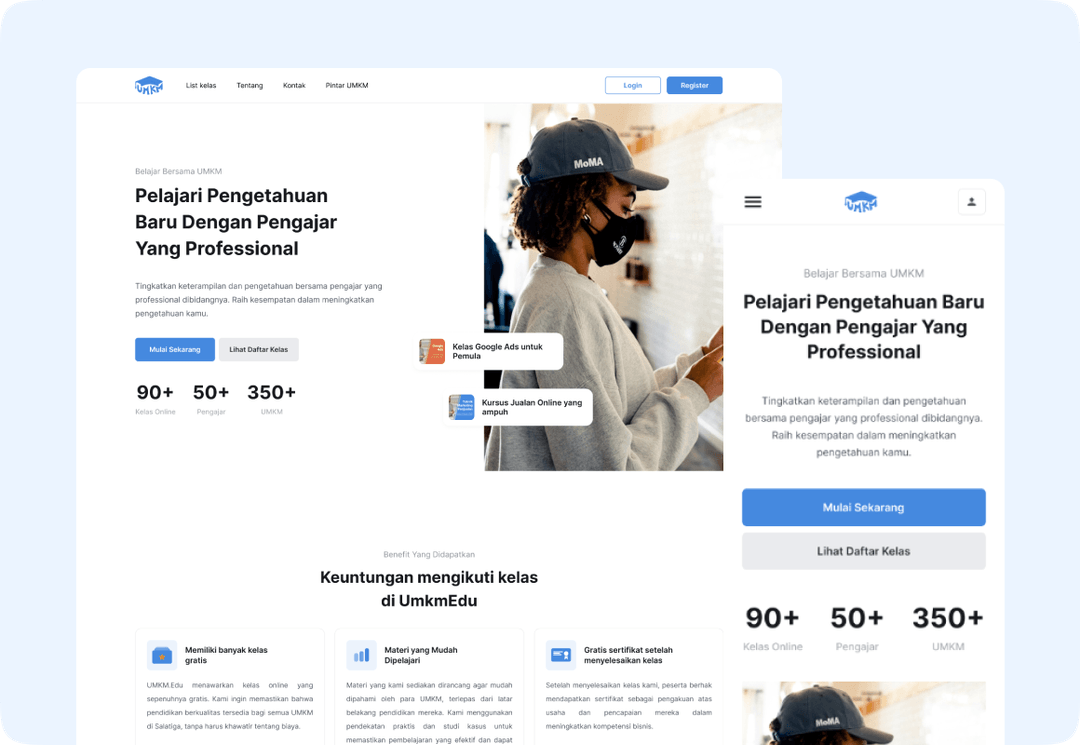 UMKM
List kelas
Tentang
Kontak
Pintar UMKM
Login
Register
Belajar Bersama UMKM
Pelajari Pengetahuan
Baru Dengan Pengajar
Yang Professional
Tingkatkan keterampilan dan pengetahuan bersama pengajar yang
professional dibidangnya. Raih kesempatan dalam meningkatkan
pengetahuan kamu.
Mulai Sekarang
Lihat Daftar Kelas
90+
50+
350+
Kelas Online
Pengajar
UMKM
MoMA
Kelas Google Ads untuk
Pemula
Kursus Jualan Online yang
ampuh
Benefit Yang Didapatkan
Keuntungan mengikuti kelas
di UmkmEdu
Memiliki banyak kelas
gratis
UMKM.Edu menawarkan kelas online yang
sepenuhnya gratis. Kami ingin memastikan bahwa
pendidikan berkualitas tersedia bagi semua UMKM
di Salatiga, tanpa harus khawatir tentang biaya.
Materi yang Mudah
Dipelajari
Materi yang kami sediakan dirancang agar mudah
dipahami oleh para UMKM, terlepas dari latar
belakang pendidikan mereka. Kami menggunakan
pendekatan praktis dan studi kasus untuk
memastikan pembelajaran yang efektif dan dapat
Gratis sertifikat setelah
menyelesaikan kelas
Setelah menyelesaikan kelas kami, peserta berhak
mendapatkan sertifikat sebagai pengakuan atas
usaha dan pencapaian mereka dalam
meningkatkan kompetensi bisnis.
UMKM
Belajar Bersama UMKM
Pelajari Pengetahuan Baru
Dengan Pengajar Yang
Professional
Tingkatkan keterampilan dan pengetahuan
bersama pengajar yang professional dibidangnya.
Raih kesempatan dalam meningkatkan
pengetahuan kamu.
Mulai Sekarang
Lihat Daftar Kelas
90+
50+
350+
Kelas Online
Pengajar
UMKM
MoMA